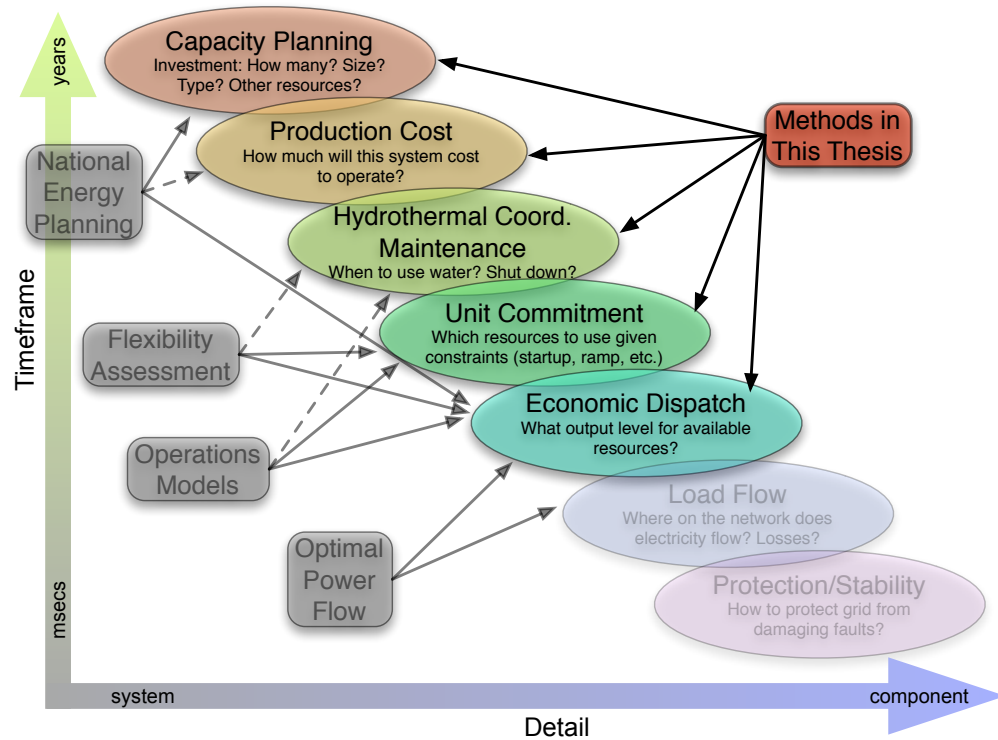 years
Capacity Planning
Investment: How many? Size?
Type? Other resources?
Production Cost
How much will this system cost
to operate?
Methods in
This Thesis
National
Energy
Planning
Hydrothermal Coord.
Maintenance
When to use water? Shut down?
Timeframe
Flexibility
Assessment
Unit Commitment
Which resources to use given
constraints (startup, ramp, etc.)
Economic Dispatch
What output level for available
resources?
Operations
Models
Load Flow
Where on the network does
electricity flow? Losses?
Optimal
Power
Flow
msecs
Protection/Stability
How to protect grid from
damaging faults?
system
component
Detail